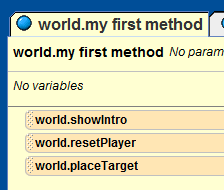 world.my first method
world.my first method No param
No variables
world.showIntro
world.resetPlayer
world.placeTarget